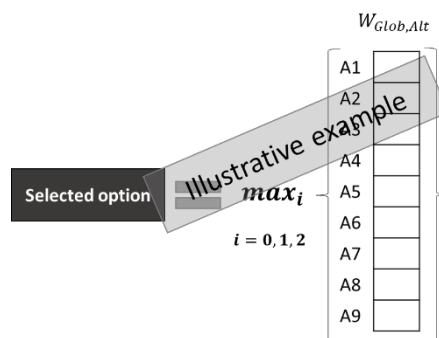 W_Glob,Alt
A1
A2
A3
A4
A5
A6
A7
A8
A9
Illustrative example
Selected option = max_i
i = 0, 1, 2